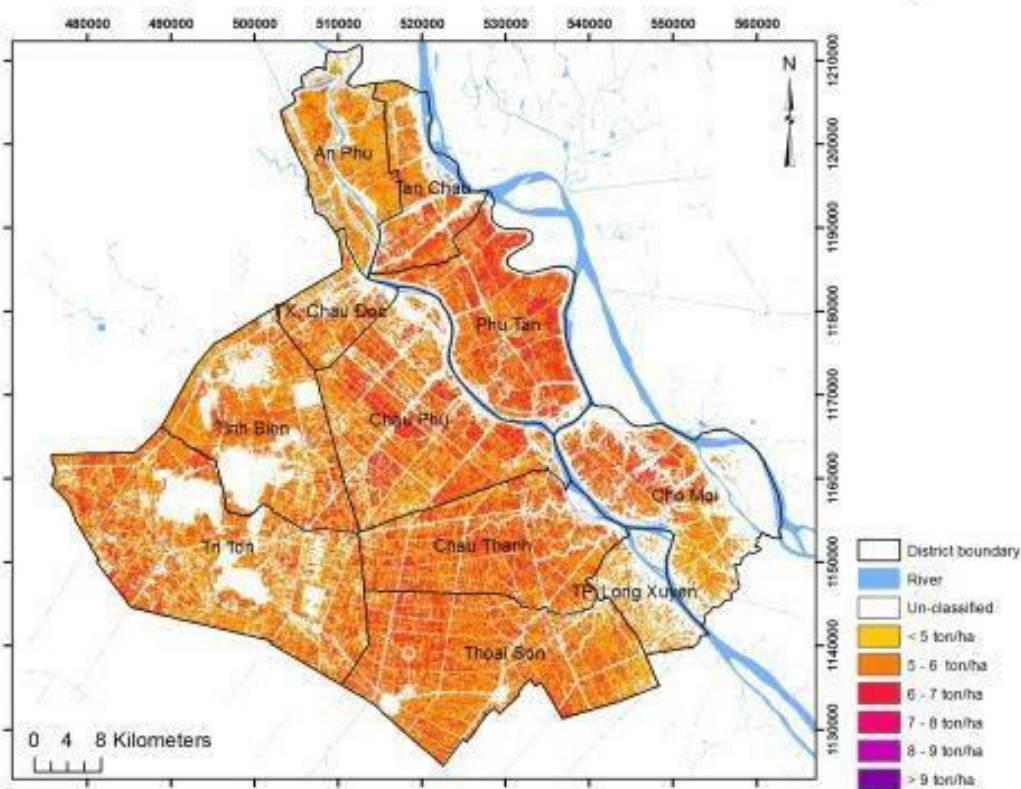 480000 490000 500000 510000 520000 530000 540000 550000 560000
1210000
N
1200000
An Phu
Tan Chau
1190000
TX. Chau Doc
1180000
Phu Tan
1170000
Chau Phu
Tinh Bien
1160000
Cho Moi
Tri Ton
Chau Thanh
1150000
TP. Long Xuyen
1140000
Thoai Son
1130000
0 4 8 Kilometers
District boundary
River
Un-classified
< 5 ton/ha
5 - 6 ton/ha
6 - 7 ton/ha
7 - 8 ton/ha
8 - 9 ton/ha
> 9 ton/ha